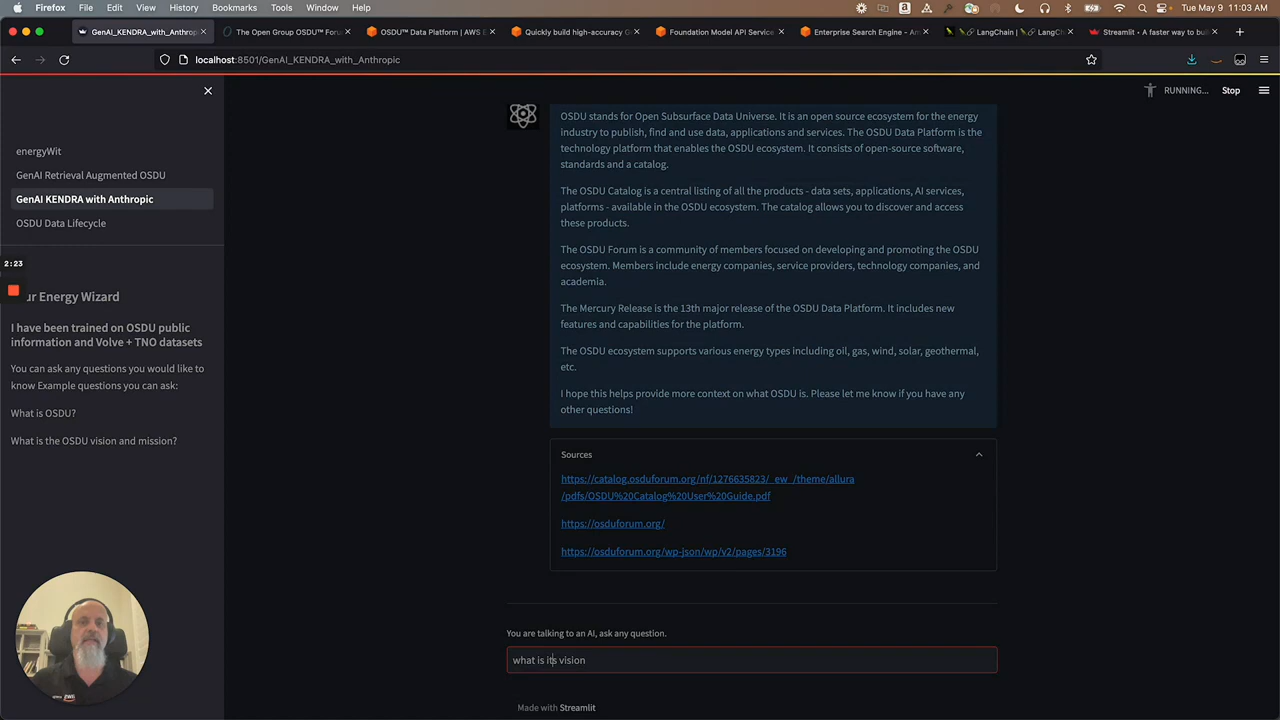 Firefox File Edit View History Bookmarks Tools Window Help
Tue May 9 11:03 AM
GenAI_KENDRA_with_Anthropi
The Open Group OSDU™ Foru
OSDU™ Data Platform | AWS E
Quickly build high-accuracy G
Foundation Model API Service
Enterprise Search Engine - Am
LangChain | LangCh
Streamlit • A faster way to bui
localhost:8501/GenAI_KENDRA_with_Anthropic
RUNNING... Stop
energyWit
GenAI Retrieval Augmented OSDU
GenAI KENDRA with Anthropic
OSDU Data Lifecycle
2:23
ur Energy Wizard
I have been trained on OSDU public
information and Volve + TNO datasets
You can ask any questions you would like to
know Example questions you can ask:
What is OSDU?
What is the OSDU vision and mission?
OSDU stands for Open Subsurface Data Universe. It is an open source ecosystem for the energy
industry to publish, find and use data, applications and services. The OSDU Data Platform is the
technology platform that enables the OSDU ecosystem. It consists of open-source software,
standards and a catalog.
The OSDU Catalog is a central listing of all the products - data sets, applications, AI services,
platforms - available in the OSDU ecosystem. The catalog allows you to discover and access
these products.
The OSDU Forum is a community of members focused on developing and promoting the OSDU
ecosystem. Members include energy companies, service providers, technology companies, and
academia.
The Mercury Release is the 13th major release of the OSDU Data Platform. It includes new
features and capabilities for the platform.
The OSDU ecosystem supports various energy types including oil, gas, wind, solar, geothermal,
etc.
I hope this helps provide more context on what OSDU is. Please let me know if you have any
other questions!
Sources
https://catalog.osduforum.org/nf/1276635823/_ew_/theme/allura
/pdfs/OSDU%20Catalog%20User%20Guide.pdf
https://osduforum.org/
https://osduforum.org/wp-json/wp/v2/pages/3196
You are talking to an AI, ask any question.
what is its vision
Made with Streamlit